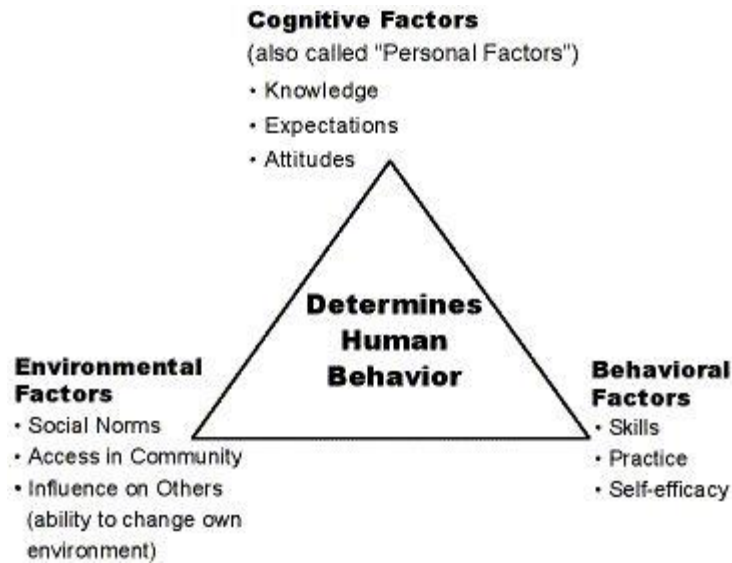 Cognitive Factors
(also called "Personal Factors")
• Knowledge
• Expectations
• Attitudes
Determines
Human
Behavior
Environmental
Factors
• Social Norms
• Access in Community
• Influence on Others
(ability to change own
environment)
Behavioral
Factors
• Skills
• Practice
• Self-efficacy